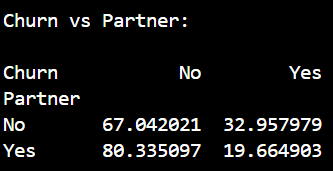 Churn vs Partner:
Churn No Yes
Partner
No 67.042021 32.957979
Yes 80.335097 19.664903